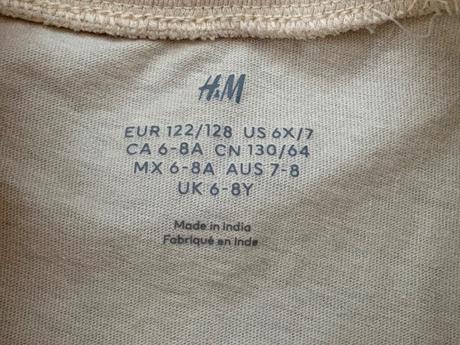 H&M
EUR 122/128 US 6X/7
CA 6-8A CN 130/64
MX 6-8A AUS 7-8
UK 6-8Y
Made in India
Fabriqué en Inde